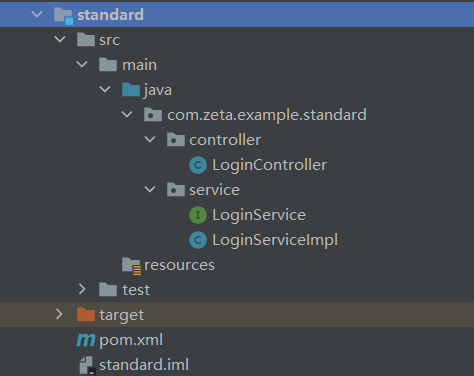 standard
src
main
java
com.zeta.example.standard
controller
C LoginController
service
I LoginService
C LoginServiceImpl
resources
test
target
m pom.xml
standard.iml